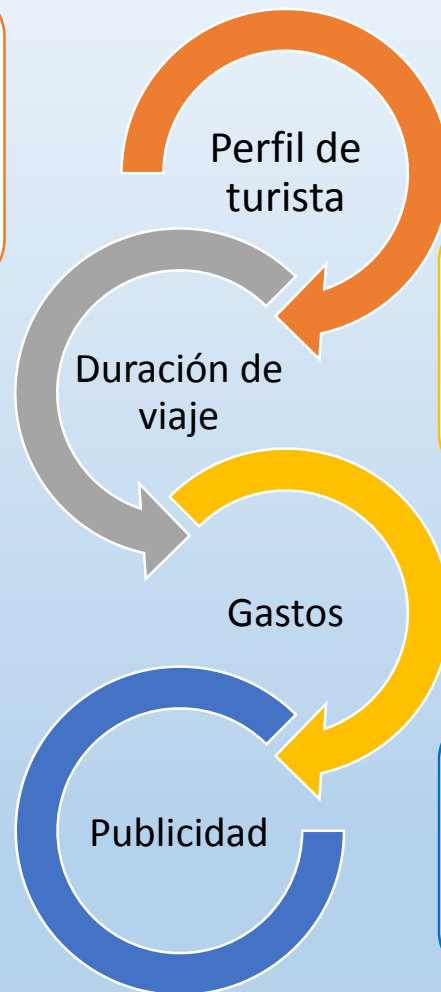 Perfil de
turista
Duración de
viaje
Gastos
Publicidad